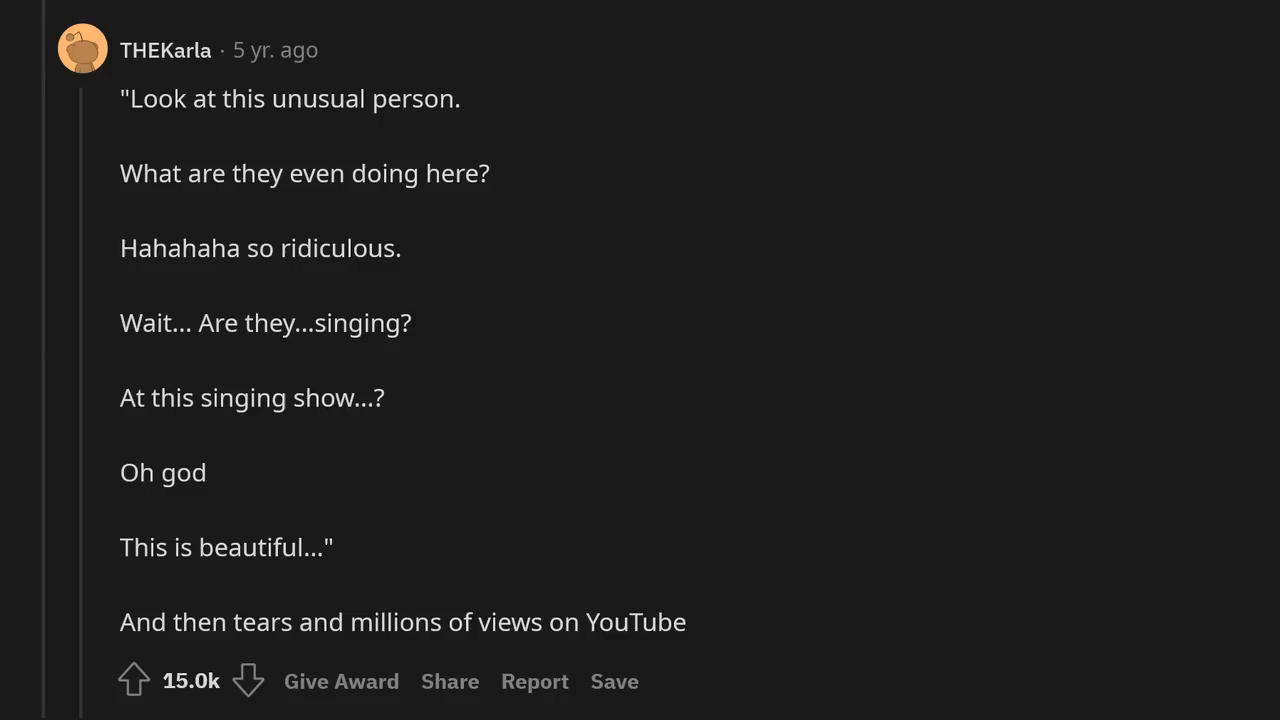 THEKarla · 5 yr. ago
"Look at this unusual person.
What are they even doing here?
Hahahaha so ridiculous.
Wait... Are they...singing?
At this singing show...?
Oh god
This is beautiful..."
And then tears and millions of views on YouTube
15.0k Give Award Share Report Save